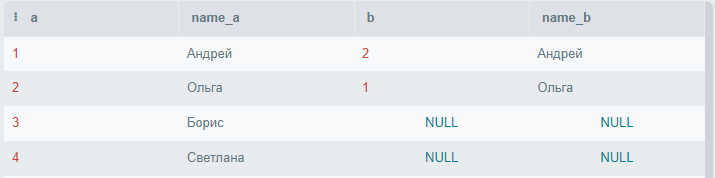 a name_a b name_b
1 Андрей 2 Андрей
2 Ольга 1 Ольга
3 Борис NULL NULL
4 Светлана NULL NULL